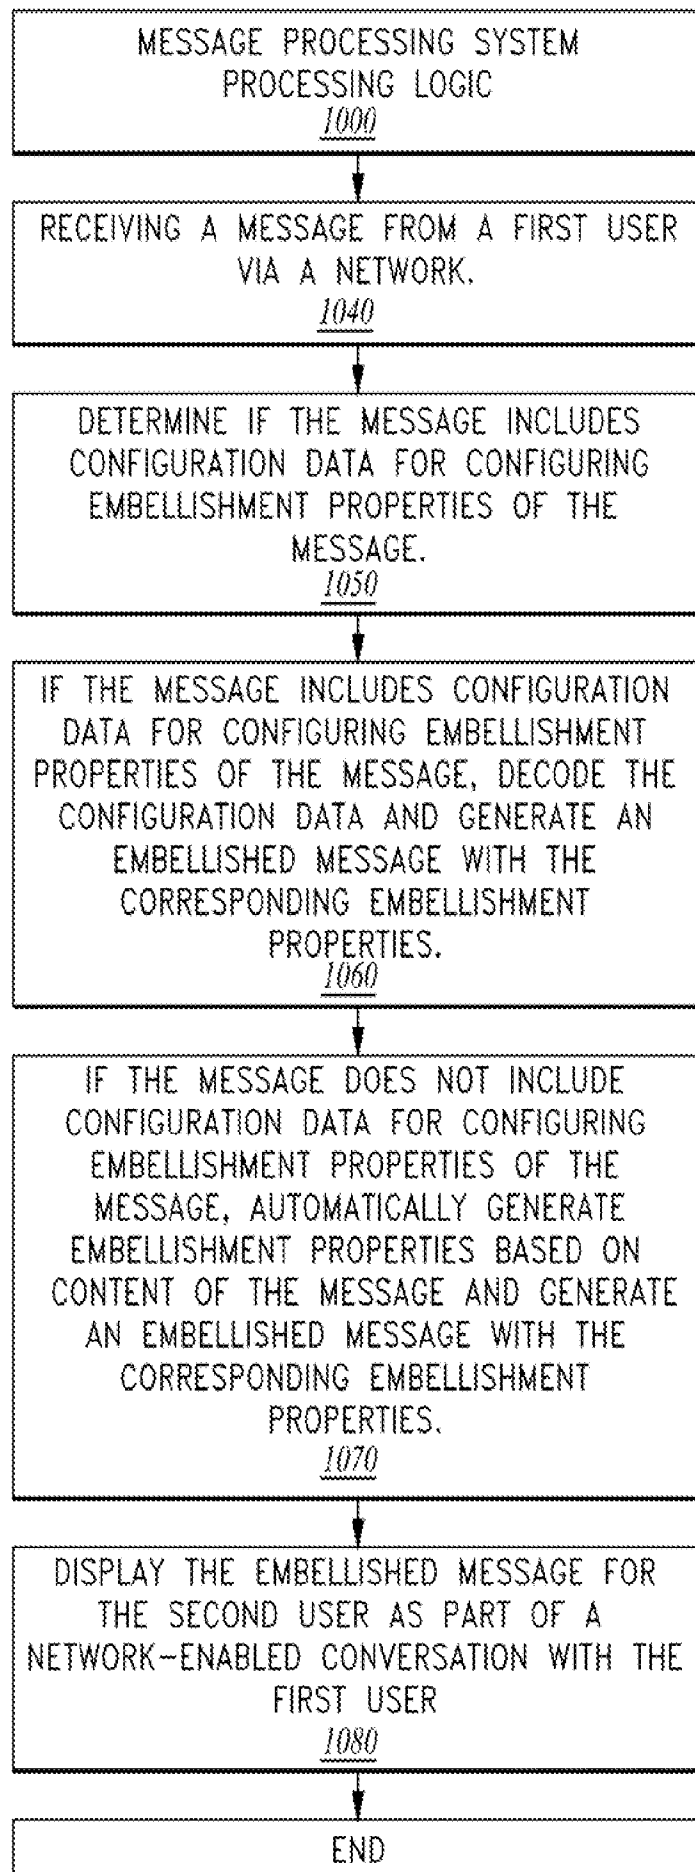 MESSAGE PROCESSING SYSTEM
PROCESSING LOGIC
1000
RECEIVING A MESSAGE FROM A FIRST USER
VIA A NETWORK.
1040
DETERMINE IF THE MESSAGE INCLUDES
CONFIGURATION DATA FOR CONFIGURING
EMBELLISHMENT PROPERTIES OF THE
MESSAGE.
1050
IF THE MESSAGE INCLUDES CONFIGURATION
DATA FOR CONFIGURING EMBELLISHMENT
PROPERTIES OF THE MESSAGE, DECODE THE
CONFIGURATION DATA AND GENERATE AN
EMBELLISHED MESSAGE WITH THE
CORRESPONDING EMBELLISHMENT
PROPERTIES.
1060
IF THE MESSAGE DOES NOT INCLUDE
CONFIGURATION DATA FOR CONFIGURING
EMBELLISHMENT PROPERTIES OF THE
MESSAGE, AUTOMATICALLY GENERATE
EMBELLISHMENT PROPERTIES BASED ON
CONTENT OF THE MESSAGE AND GENERATE
AN EMBELLISHED MESSAGE WITH THE
CORRESPONDING EMBELLISHMENT
PROPERTIES.
1070
DISPLAY THE EMBELLISHED MESSAGE FOR
THE SECOND USER AS PART OF A
NETWORK-ENABLED CONVERSATION WITH THE
FIRST USER
1080
END